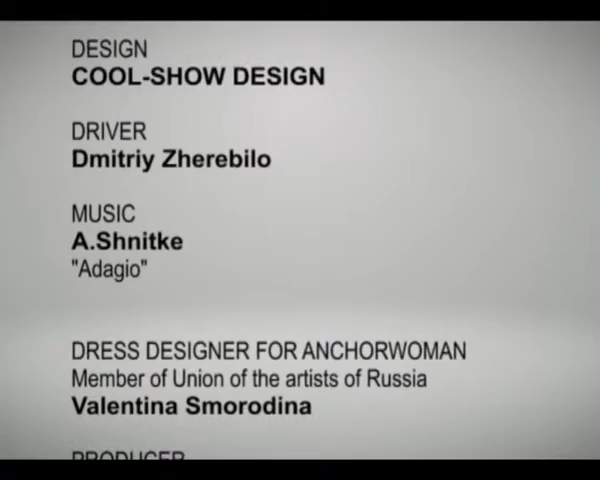 DESIGN
COOL-SHOW DESIGN
DRIVER
Dmitriy Zherebilo
MUSIC
A.Shnitke
"Adagio"
DRESS DESIGNER FOR ANCHORWOMAN
Member of Union of the artists of Russia
Valentina Smorodina
PRODUCER